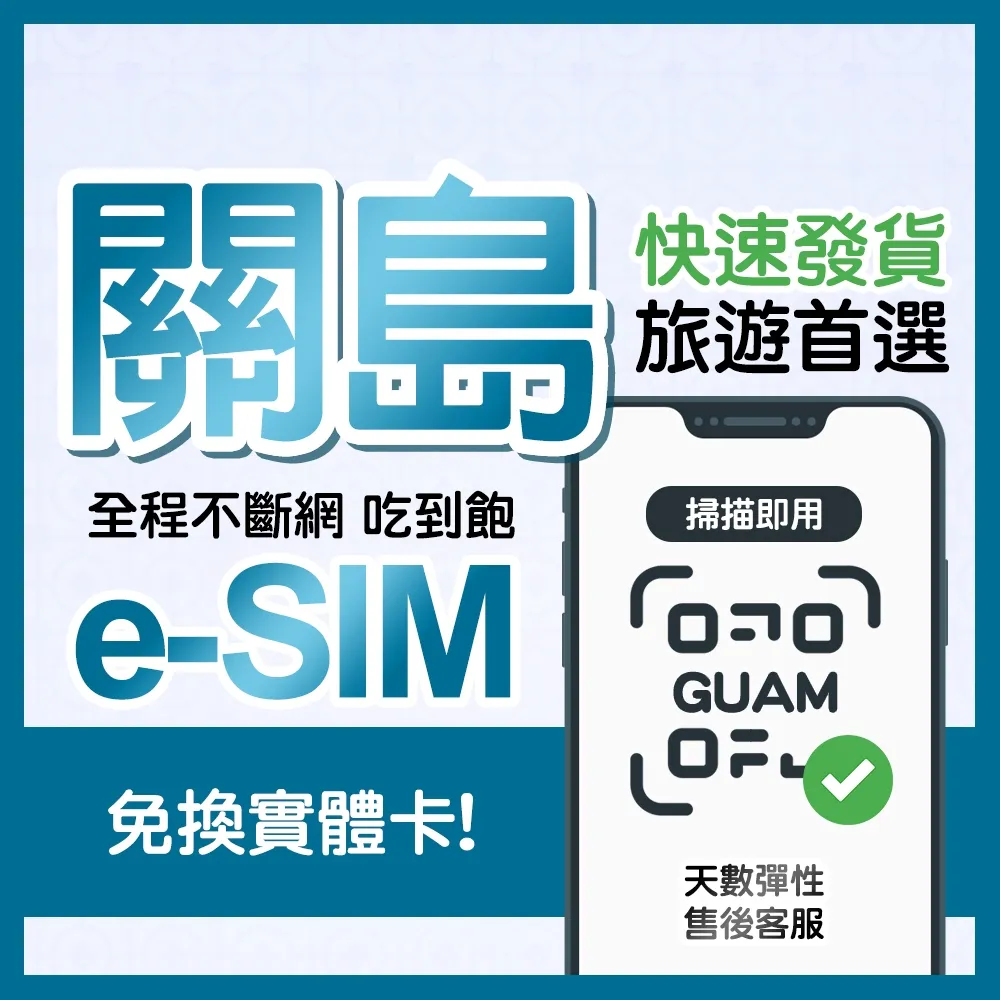 關島
快速發貨
旅遊首選
全程不斷網 吃到飽
e-SIM
免換實體卡!
掃描即用
GUAM
天數彈性
售後客服